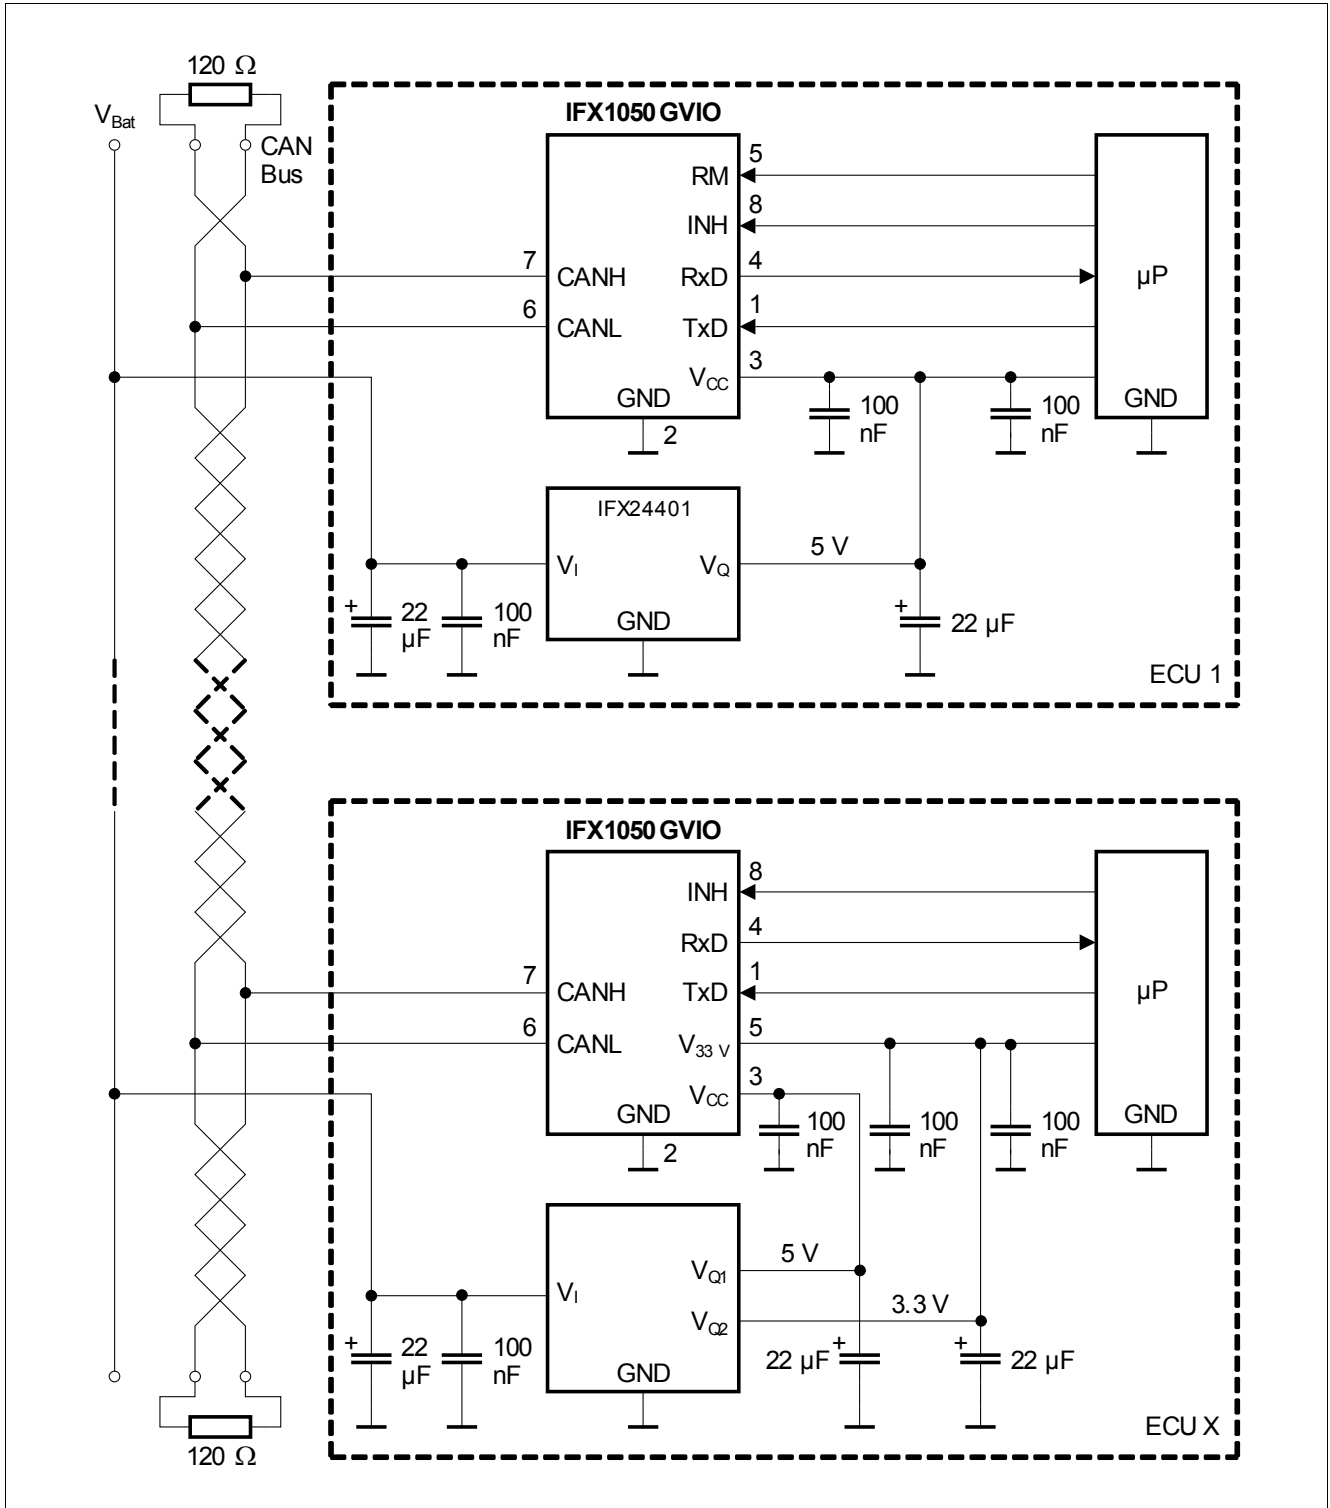 120 Ω
V_Bat
CAN
Bus
IFX1050 GVIO
RM
5
INH
8
7
CANH
RxD
4
µP
6
CANL
TxD
1
V_CC
3
GND
2
100
nF
100
nF
GND
IFX24401
V_I
V_Q
5 V
GND
+
22
µF
100
nF
+
22 µF
ECU 1
IFX1050 GVIO
INH
8
RxD
4
7
CANH
TxD
1
µP
6
CANL
V_33 V
5
V_CC
3
GND
2
100
nF
100
nF
100
nF
GND
V_I
V_Q1
5 V
V_Q2
3.3 V
GND
+
22
µF
100
nF
22 µF
+
+
22 µF
ECU X
120 Ω